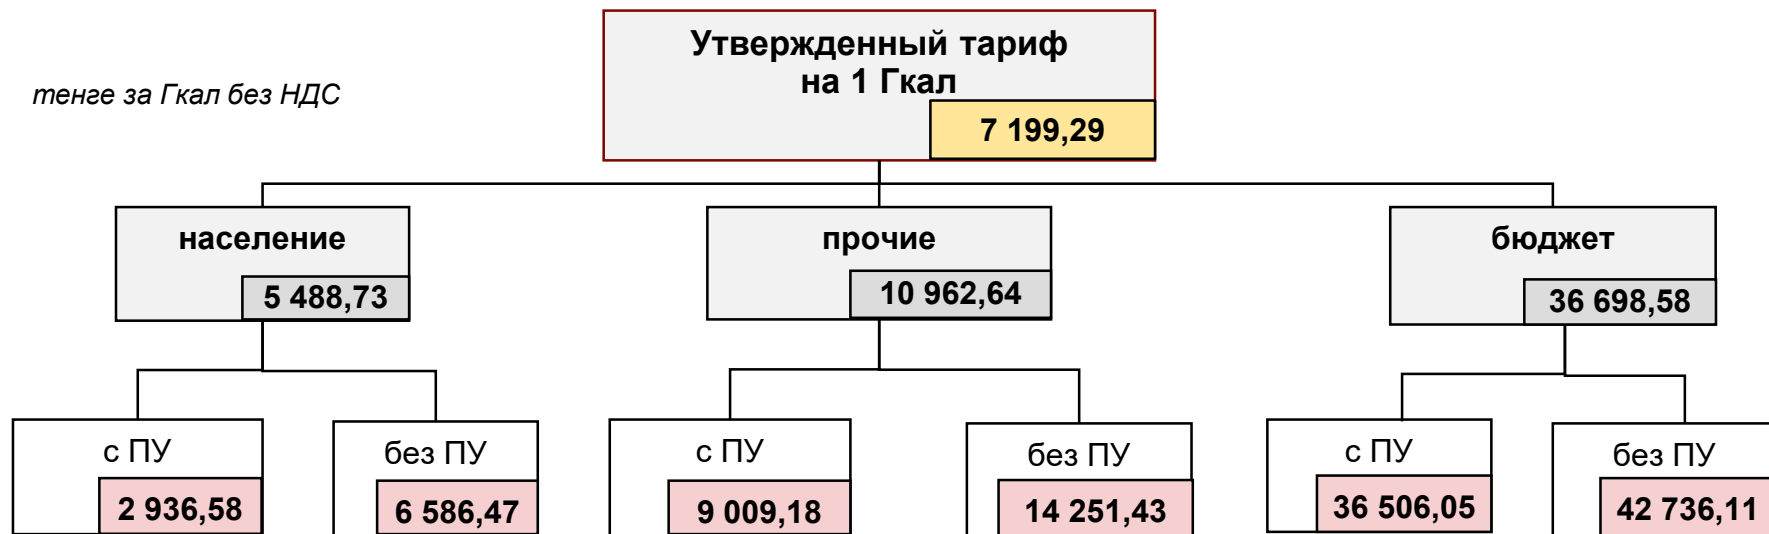 Утвержденный тариф
на 1 Гкал
тенге за Гкал без НДС
7 199,29
население
5 488,73
прочие
10 962,64
бюджет
36 698,58
с ПУ
2 936,58
без ПУ
6 586,47
с ПУ
9 009,18
без ПУ
14 251,43
с ПУ
36 506,05
без ПУ
42 736,11